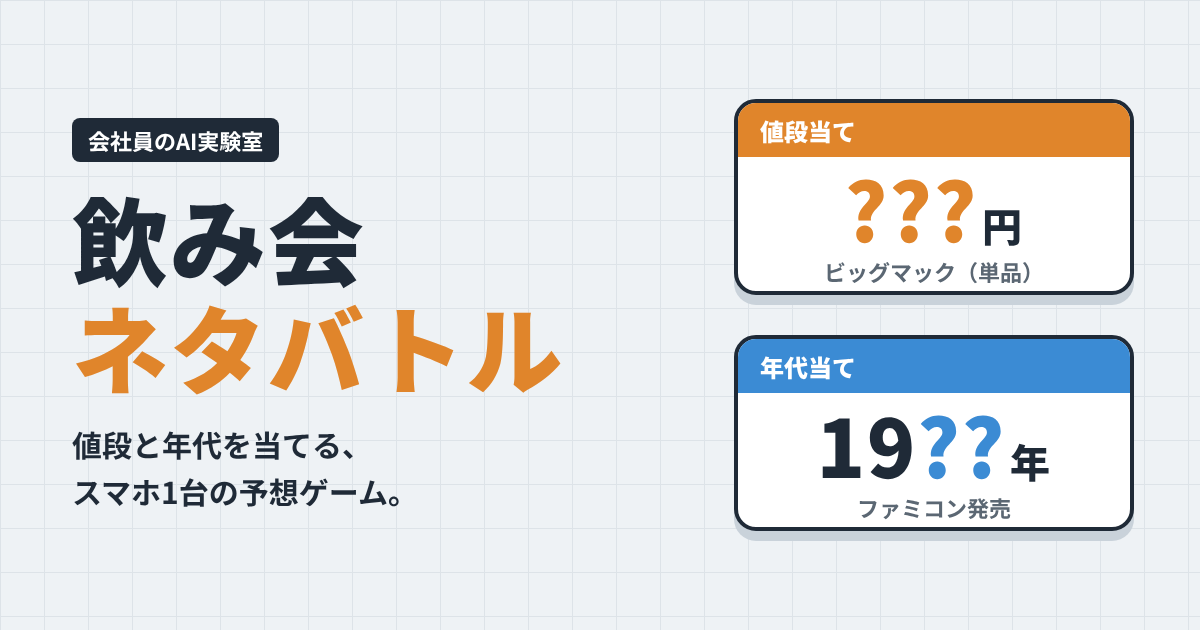 会社員のAI実験室
飲み会
ネタバトル
値段と年代を当てる、
スマホ1台の予想ゲーム。
値段当て
???円
ビッグマック（単品）
年代当て
19??年
ファミコン発売